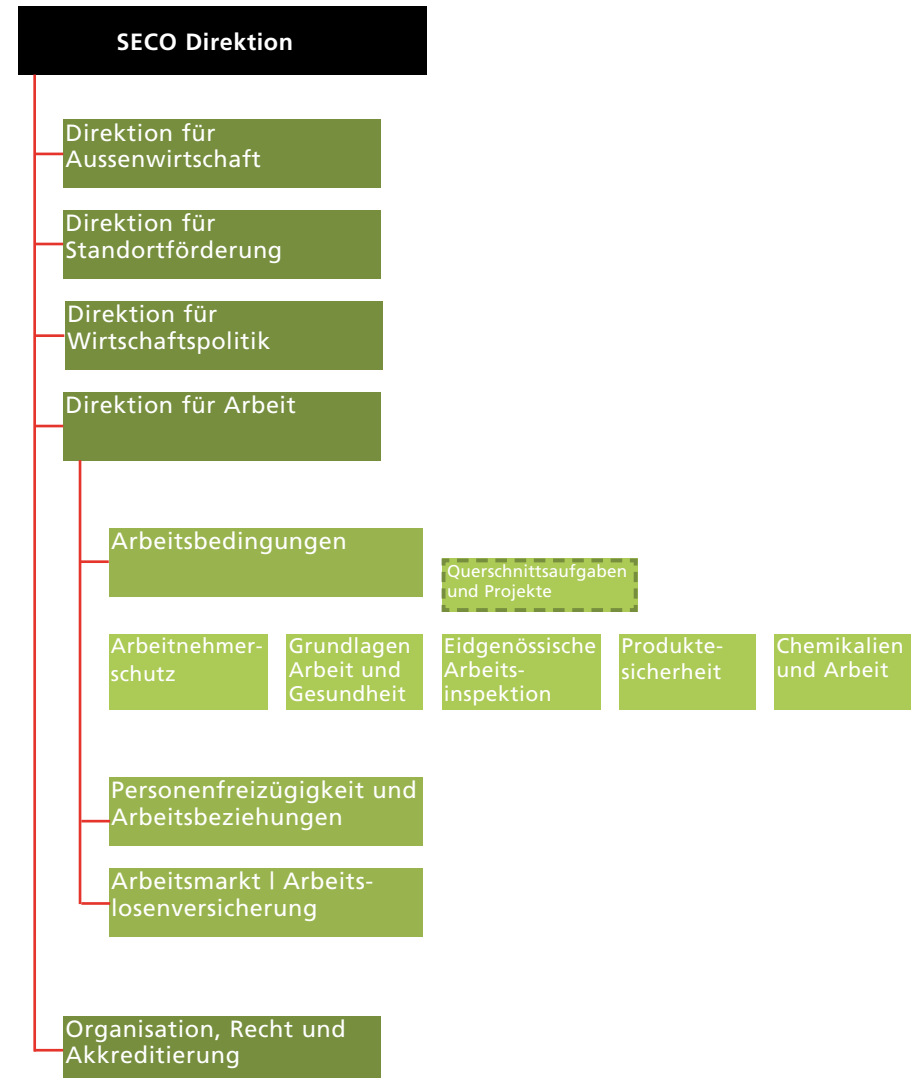 SECO Direktion
Direktion für
Aussenwirtschaft
Direktion für
Standortförderung
Direktion für
Wirtschaftspolitik
Direktion für Arbeit
Arbeitsbedingungen
Querschnittsaufgaben
und Projekte
Arbeitnehmer-
schutz
Grundlagen
Arbeit und
Gesundheit
Eidgenössische
Arbeits-
inspektion
Produkte-
sicherheit
Chemikalien
und Arbeit
Personenfreizügigkeit und
Arbeitsbeziehungen
Arbeitsmarkt | Arbeits-
losenversicherung
Organisation, Recht und
Akkreditierung